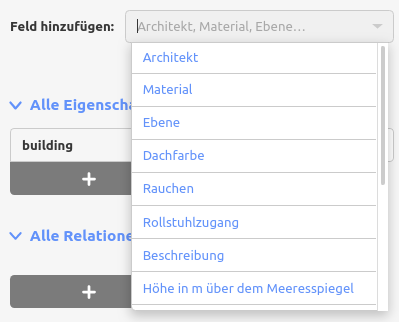 Feld hinzufügen:
Architekt, Material, Ebene…
Architekt
Material
Ebene
Dachfarbe
Rauchen
Rollstuhlzugang
Beschreibung
Höhe in m über dem Meeresspiegel
Alle Eigenscha
building
+
Alle Relatione
+